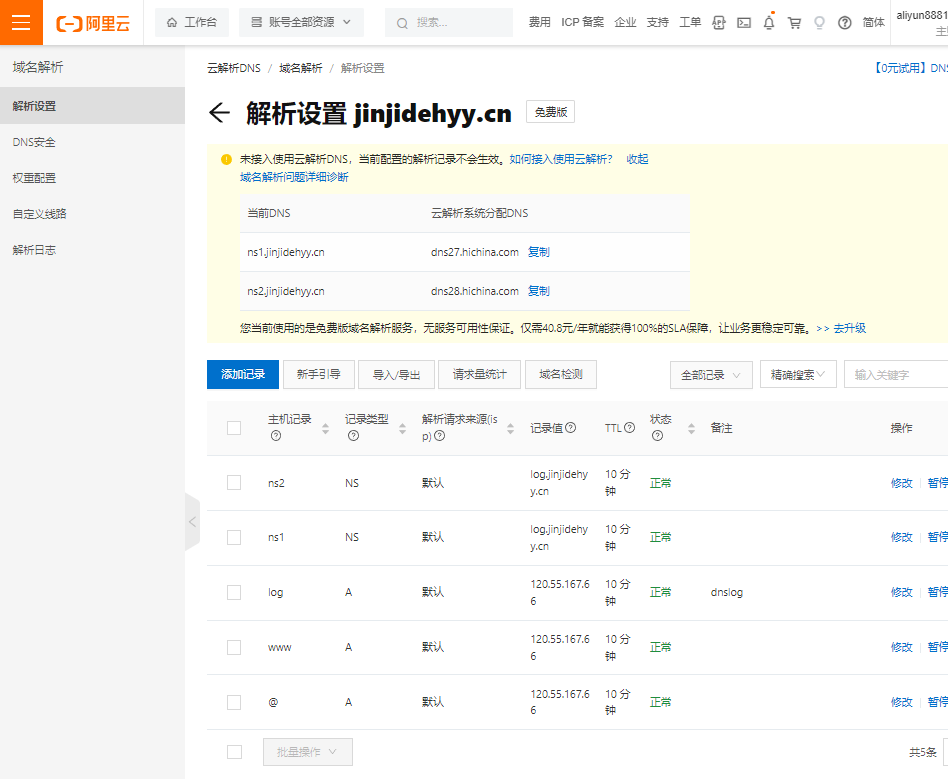 阿里云
工作台
账号全部资源
搜索...
费用 ICP 备案 企业 支持 工单 简体
aliyun8881
主
域名解析
解析设置
DNS安全
权重配置
自定义线路
解析日志
云解析DNS / 域名解析 / 解析设置
【0元试用】DNS
解析设置 jinjidehyy.cn 免费版
未接入使用云解析DNS，当前配置的解析记录不会生效。如何接入使用云解析？ 收起
域名解析问题详细诊断
当前DNS 云解析系统分配DNS
ns1.jinjidehyy.cn dns27.hichina.com 复制
ns2.jinjidehyy.cn dns28.hichina.com 复制
您当前使用的是免费版域名解析服务，无服务可用性保证。仅需40.8元/年就能获得100%的SLA保障，让业务更稳定可靠。>> 去升级
添加记录 新手引导 导入/导出 请求量统计 域名检测 全部记录 精确搜索 输入关键字
主机记录 记录类型 解析请求来源(isp) 记录值 TTL 状态 备注 操作
ns2 NS 默认 log.jinjidehyy.cn 10 分钟 正常 修改 暂停
ns1 NS 默认 log.jinjidehyy.cn 10 分钟 正常 修改 暂停
log A 默认 120.55.167.66 10 分钟 正常 dnslog 修改 暂停
www A 默认 120.55.167.66 10 分钟 正常 修改 暂停
@ A 默认 120.55.167.66 10 分钟 正常 修改 暂停
批量操作 共5条